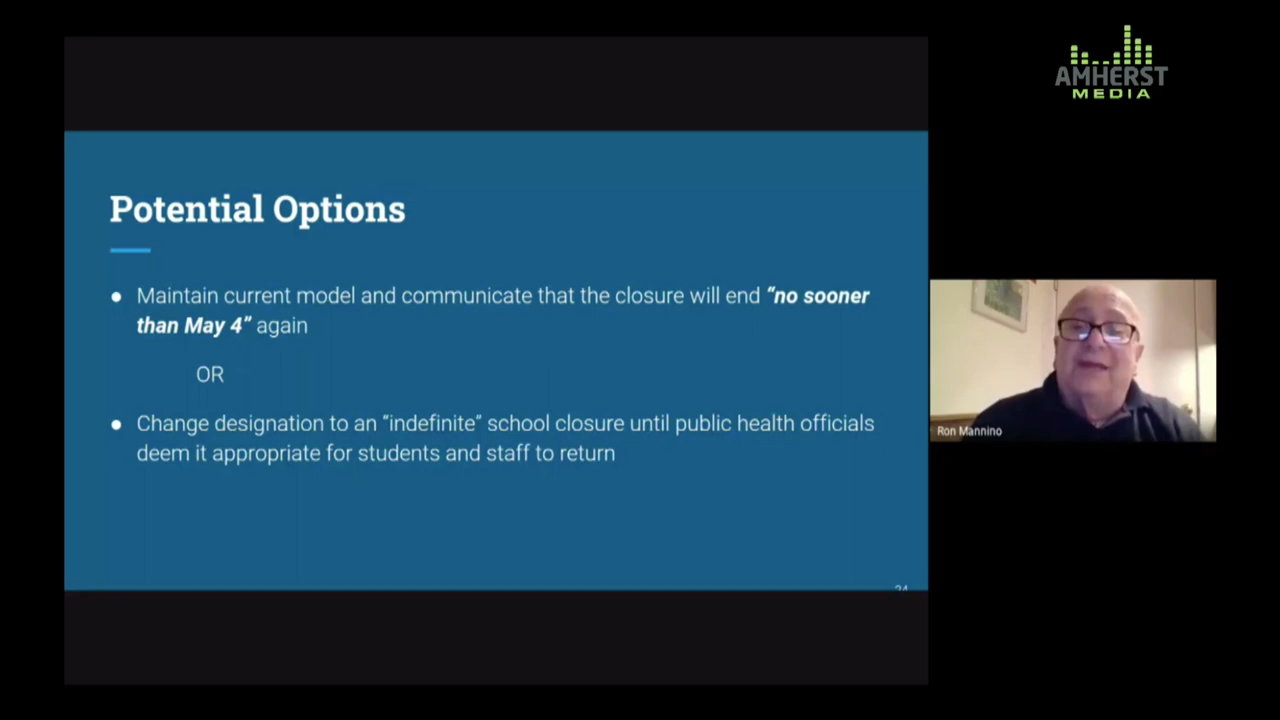 AMHERST
MEDIA
Potential Options
● Maintain current model and communicate that the closure will end “no sooner
than May 4” again
OR
● Change designation to an “indefinite” school closure until public health officials
deem it appropriate for students and staff to return
Ron Mannino
24